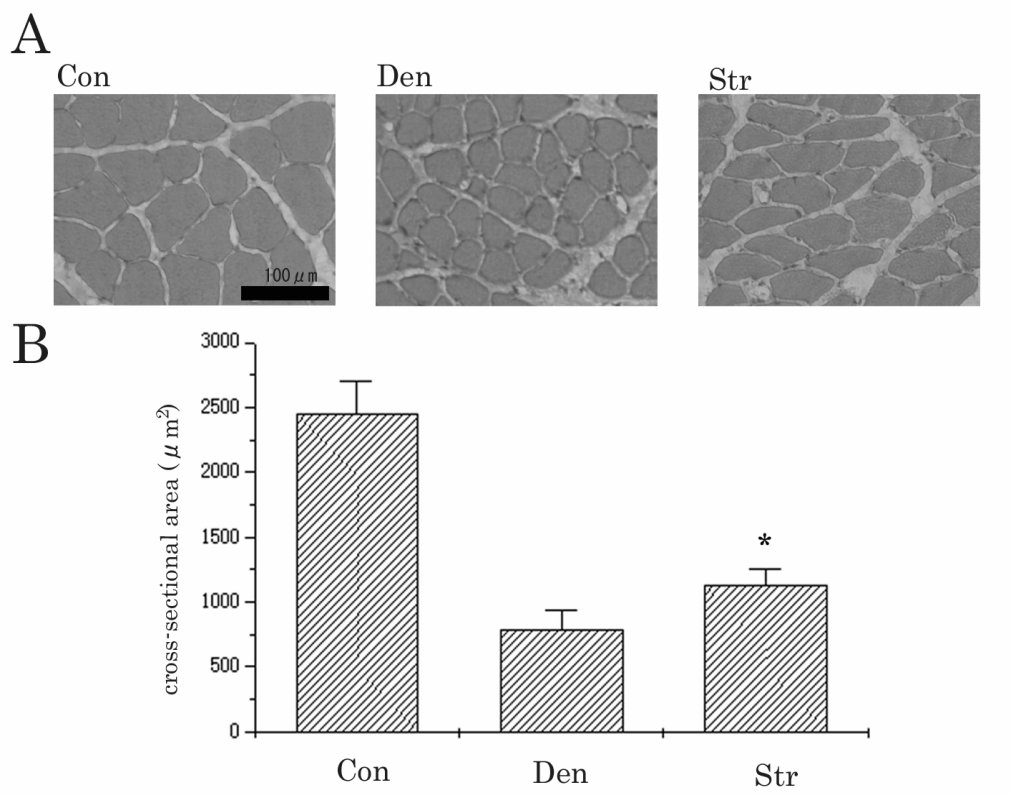 A
Con
Den
Str
100 μm
B
3000
2500
2000
1500
1000
500
0
cross-sectional area (μm²)
*
Con
Den
Str